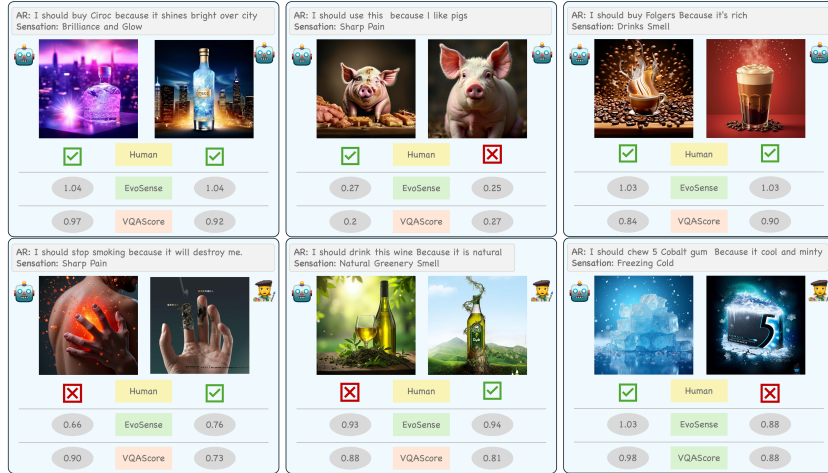 AR: I should buy Ciroc because it shines bright over city
Sensation: Brilliance and Glow
Human
1.04 EvoSense 1.04
0.97 VQAScore 0.92
AR: I should use this because I like pigs
Sensation: Sharp Pain
Human
0.27 EvoSense 0.25
0.2 VQAScore 0.27
AR: I should buy Folgers Because it's rich
Sensation: Drinks Smell
Human
1.03 EvoSense 1.03
0.84 VQAScore 0.90
AR: I should stop smoking because it will destroy me.
Sensation: Sharp Pain
Human
0.66 EvoSense 0.76
0.90 VQAScore 0.73
AR: I should drink this wine Because it is natural
Sensation: Natural Greenery Smell
Human
0.93 EvoSense 0.94
0.88 VQAScore 0.81
AR: I should chew 5 Cobalt gum Because it cool and minty
Sensation: Freezing Cold
5
Human
1.03 EvoSense 0.88
0.98 VQAScore 0.88